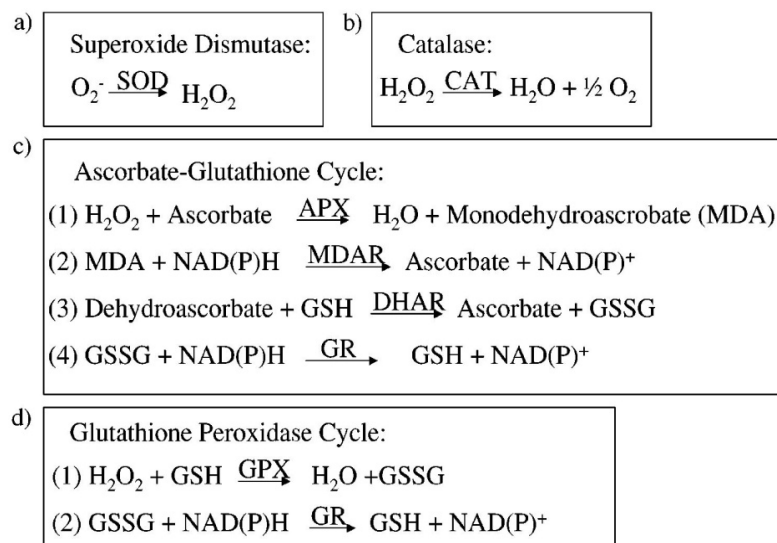 a)
Superoxide Dismutase:
O₂⁻ SOD → H₂O₂
b)
Catalase:
H₂O₂ CAT → H₂O + ½ O₂
c)
Ascorbate-Glutathione Cycle:
(1) H₂O₂ + Ascorbate APX → H₂O + Monodehydroascrobate (MDA)
(2) MDA + NAD(P)H MDAR → Ascorbate + NAD(P)⁺
(3) Dehydroascorbate + GSH DHAR → Ascorbate + GSSG
(4) GSSG + NAD(P)H GR → GSH + NAD(P)⁺
d)
Glutathione Peroxidase Cycle:
(1) H₂O₂ + GSH GPX → H₂O +GSSG
(2) GSSG + NAD(P)H GR → GSH + NAD(P)⁺